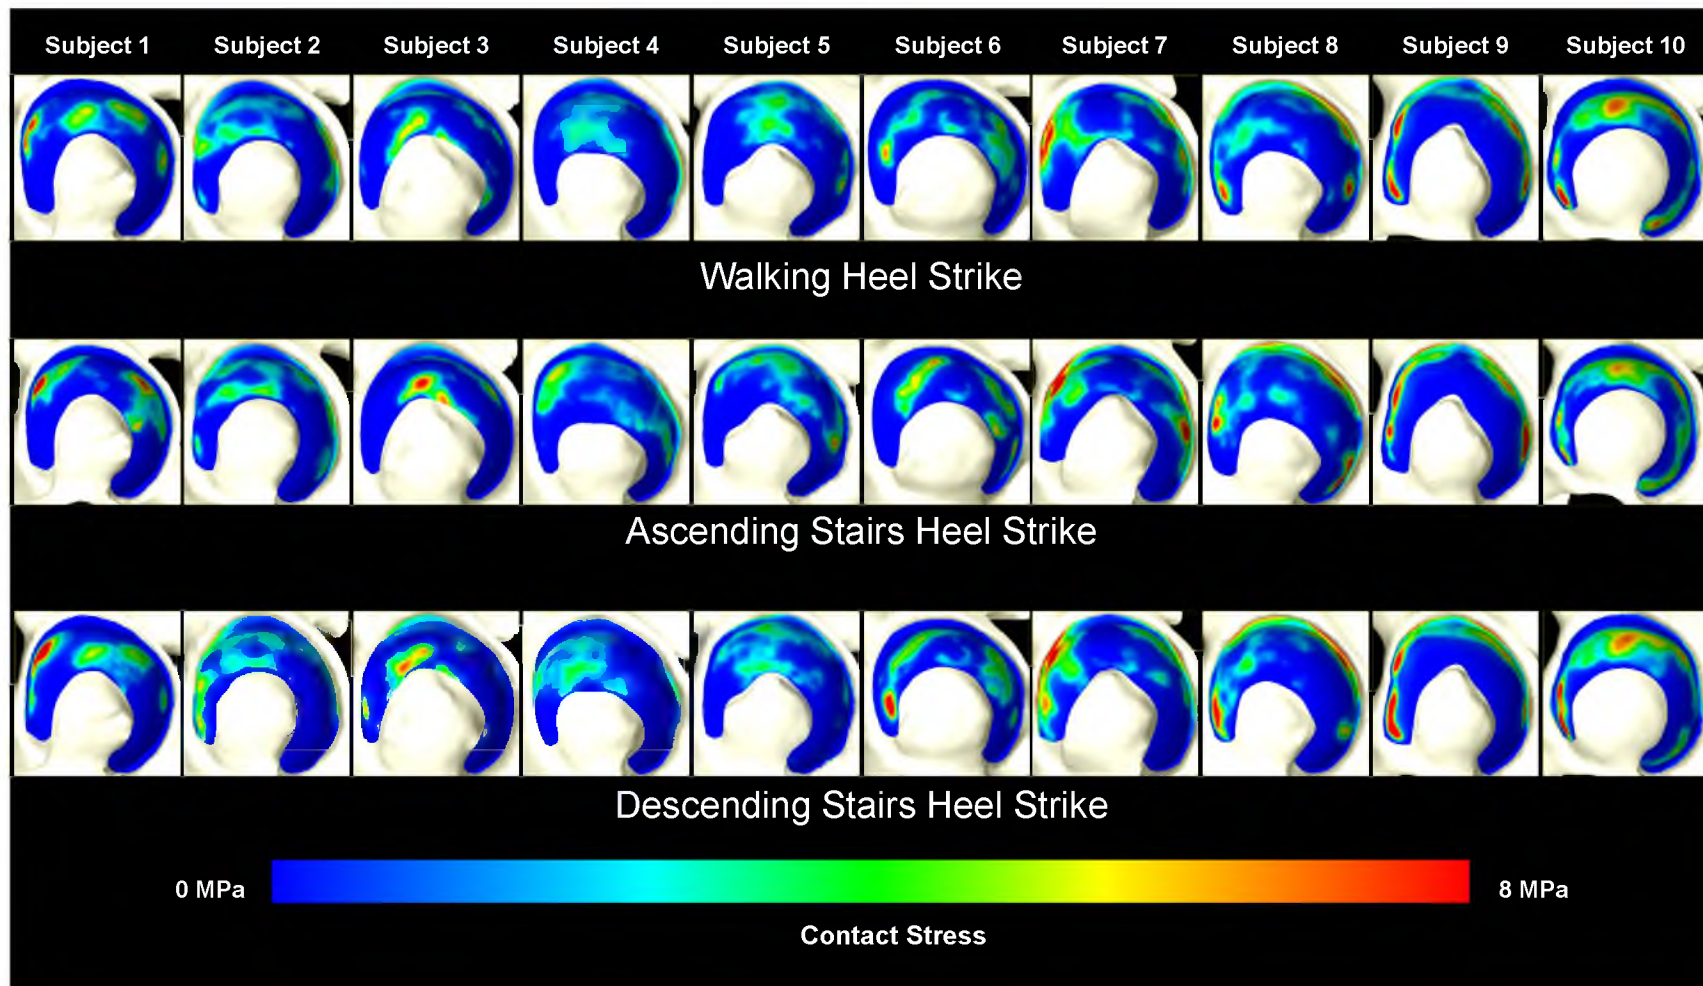 Subject 1 Subject 2 Subject 3 Subject 4 Subject 5 Subject 6 Subject 7 Subject 8 Subject 9 Subject 10
Walking Heel Strike
Ascending Stairs Heel Strike
Descending Stairs Heel Strike
0 MPa 8 MPa
Contact Stress